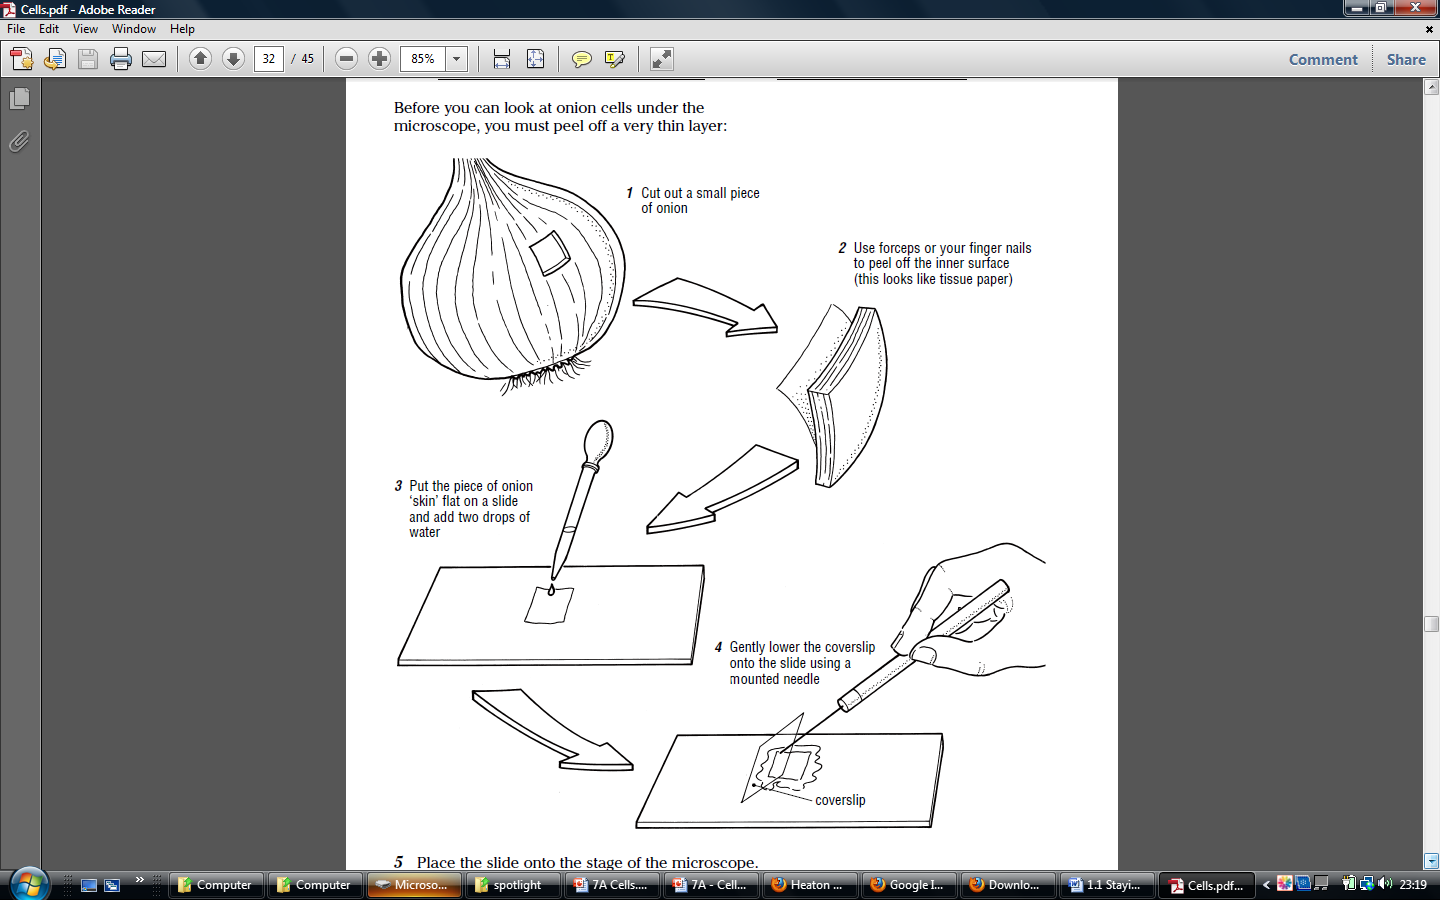 Cells.pdf - Adobe Reader
File Edit View Window Help
32 / 45
85%
Comment Share
Before you can look at onion cells under the
microscope, you must peel off a very thin layer:
1 Cut out a small piece
of onion
2 Use forceps or your finger nails
to peel off the inner surface
(this looks like tissue paper)
3 Put the piece of onion
‘skin’ flat on a slide
and add two drops of
water
4 Gently lower the coverslip
onto the slide using a
mounted needle
coverslip
5 Place the slide onto the stage of the microscope.
Computer
Computer
Microso...
spotlight
7A Cells....
7A - Cell...
Heaton ...
Google I...
Downlo...
1.1 Stayi...
Cells.pdf...
23:19